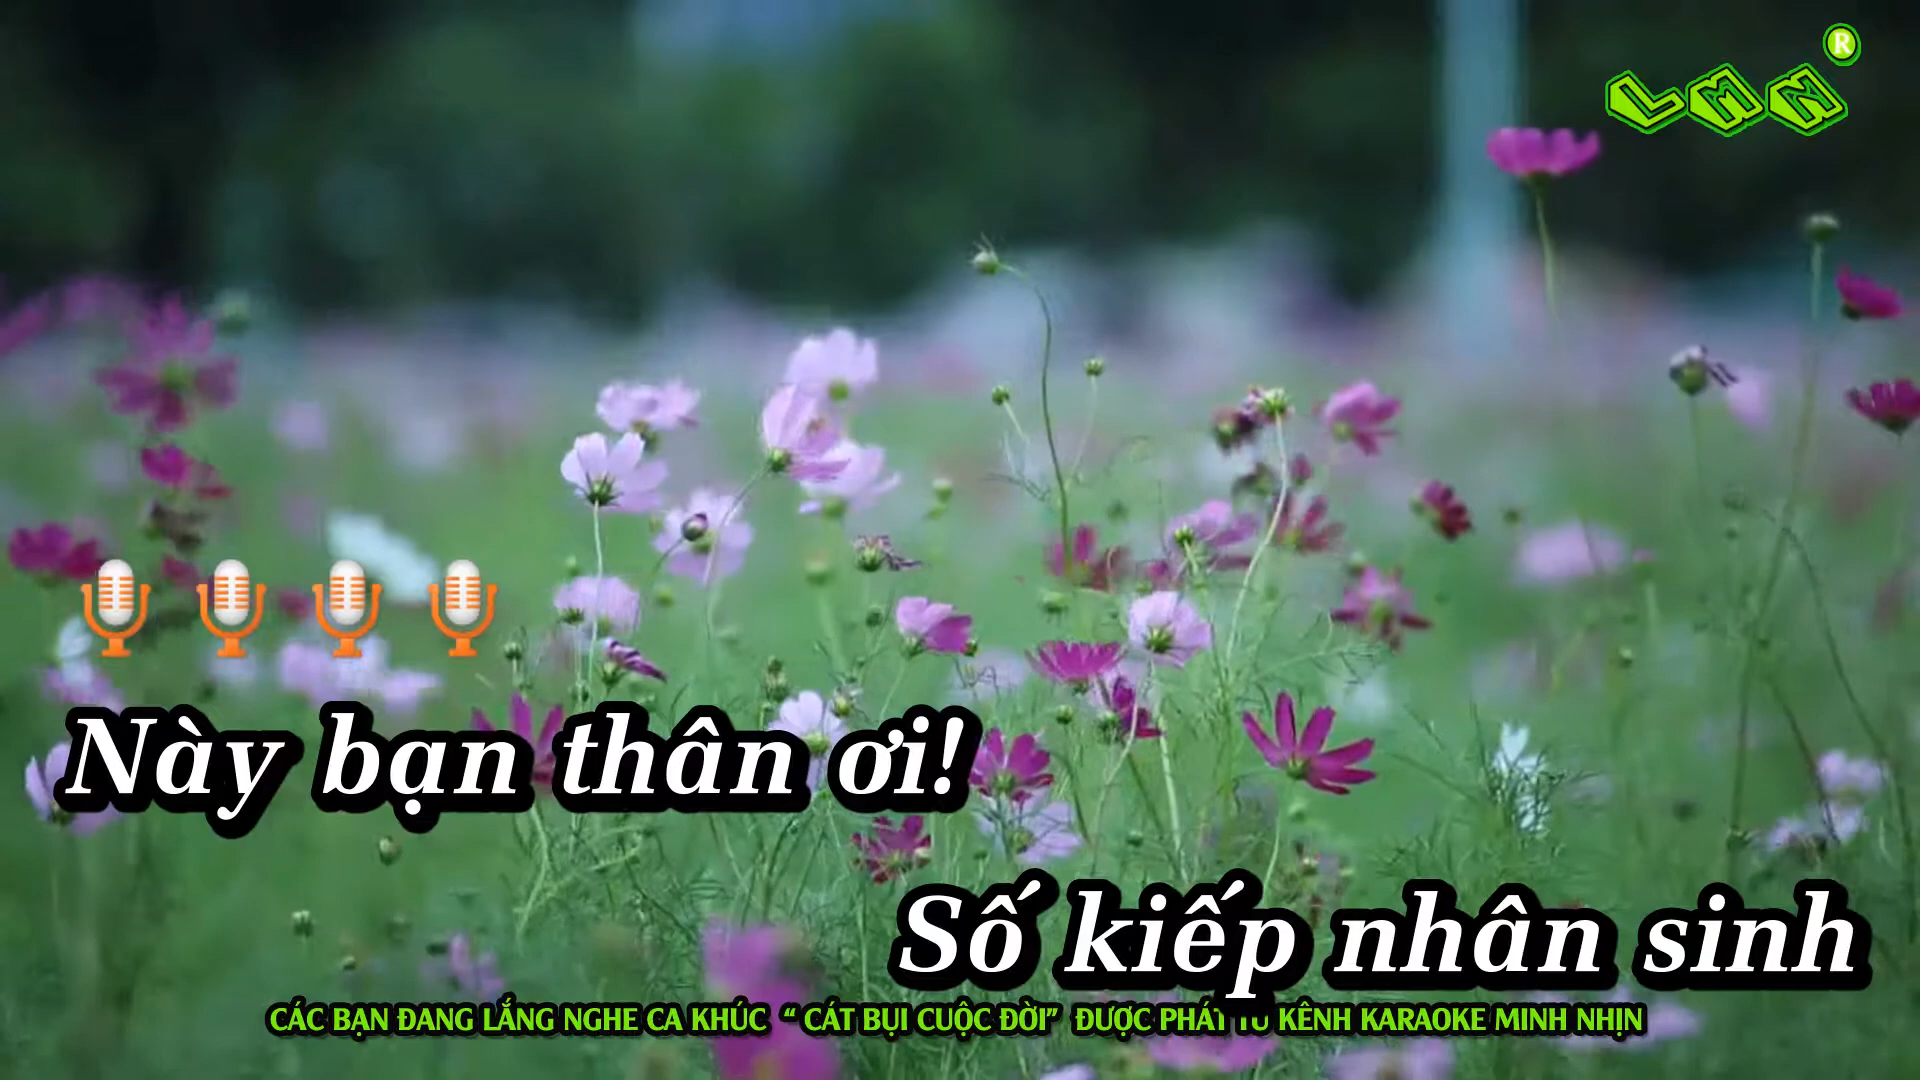 LMN ®
Này bạn thân ơi!
Số kiếp nhân sinh
CÁC BẠN ĐANG LẮNG NGHE CA KHÚC “ CÁT BỤI CUỘC ĐỜI” ĐƯỢC PHÁT TỪ KÊNH KARAOKE MINH NHỊN